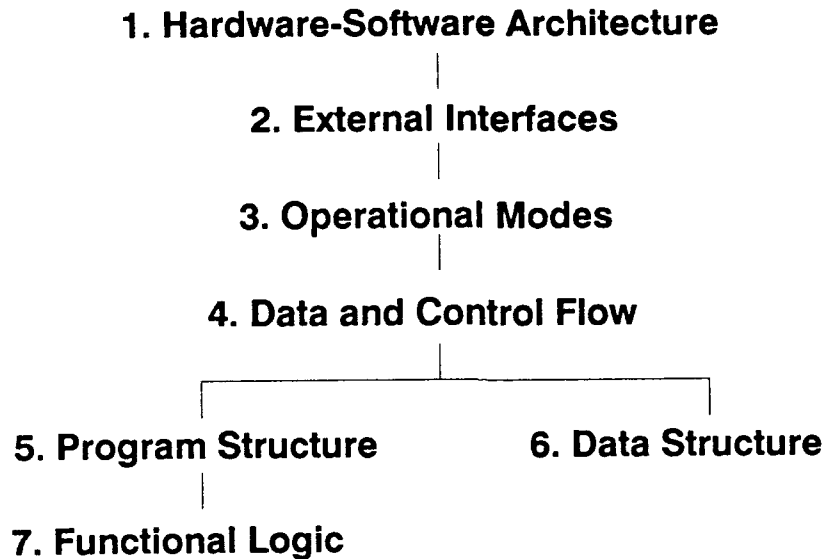 1. Hardware-Software Architecture
2. External Interfaces
3. Operational Modes
4. Data and Control Flow
5. Program Structure
6. Data Structure
7. Functional Logic